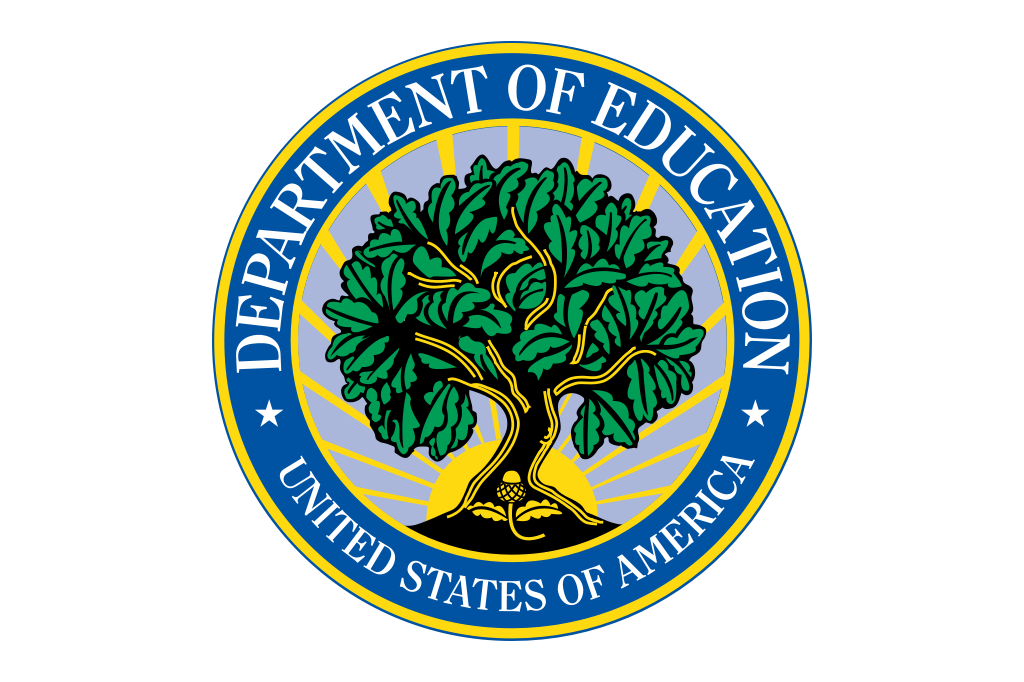 DEPARTMENT OF EDUCATION
UNITED STATES OF AMERICA